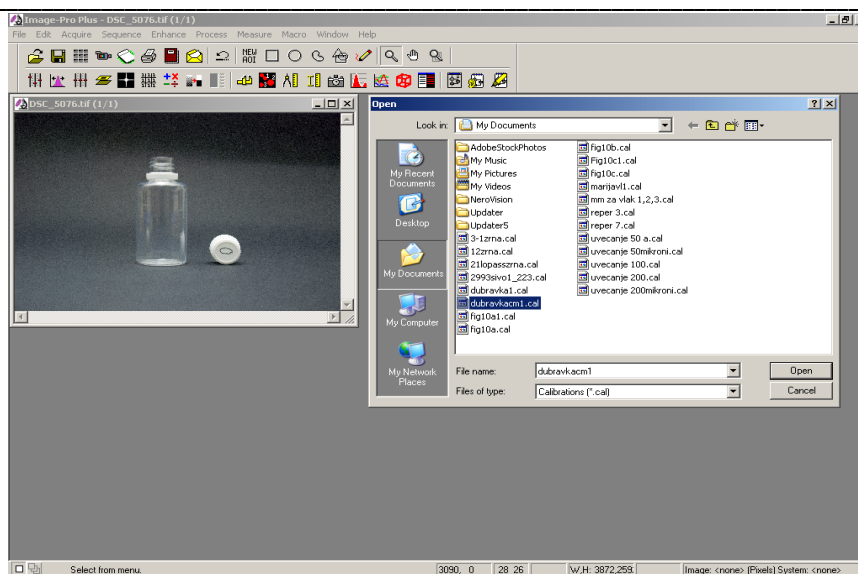 Image-Pro Plus - DSC_5076.tif (1/1)
File Edit Acquire Sequence Enhance Process Measure Macro Window Help
NEW
AOI
DSC_5076.tif (1/1)
Open
Look in: My Documents
My Recent Documents
Desktop
My Documents
My Computer
My Network Places
AdobeStockPhotos
My Music
My Pictures
My Videos
NeroVision
Updater
Updater5
3-1zrna.cal
12zrna.cal
21lopasszrna.cal
2993sivo1_223.cal
dubravka1.cal
dubravkacm1.cal
fig10a1.cal
fig10a.cal
fig10b.cal
Fig10c1.cal
fig10c.cal
marijavl1.cal
mm za vlak 1,2,3.cal
reper 3.cal
reper 7.cal
uvecanje 50 a.cal
uvecanje 50mikroni.cal
uvecanje 100.cal
uvecanje 200.cal
uvecanje 200mikroni.cal
File name: dubravkacm1 Open
Files of type: Calibrations (*.cal) Cancel
Select from menu. 3090, 0 28 26 W,H: 3872,259 Image: <none> (Pixels) System: <none>